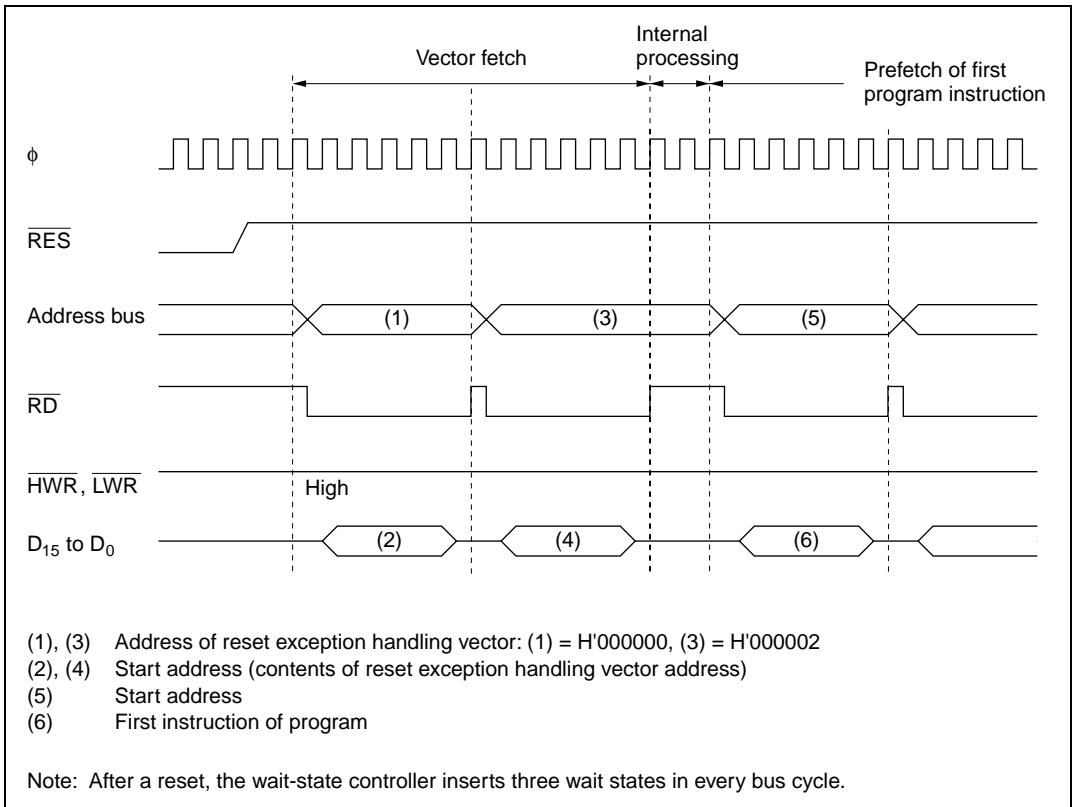 Vector fetch
Internal
processing
Prefetch of first
program instruction
φ
RES
Address bus
(1)
(3)
(5)
RD
HWR, LWR
High
D15 to D0
(2)
(4)
(6)
(1), (3) Address of reset exception handling vector: (1) = H'000000, (3) = H'000002
(2), (4) Start address (contents of reset exception handling vector address)
(5) Start address
(6) First instruction of program
Note: After a reset, the wait-state controller inserts three wait states in every bus cycle.